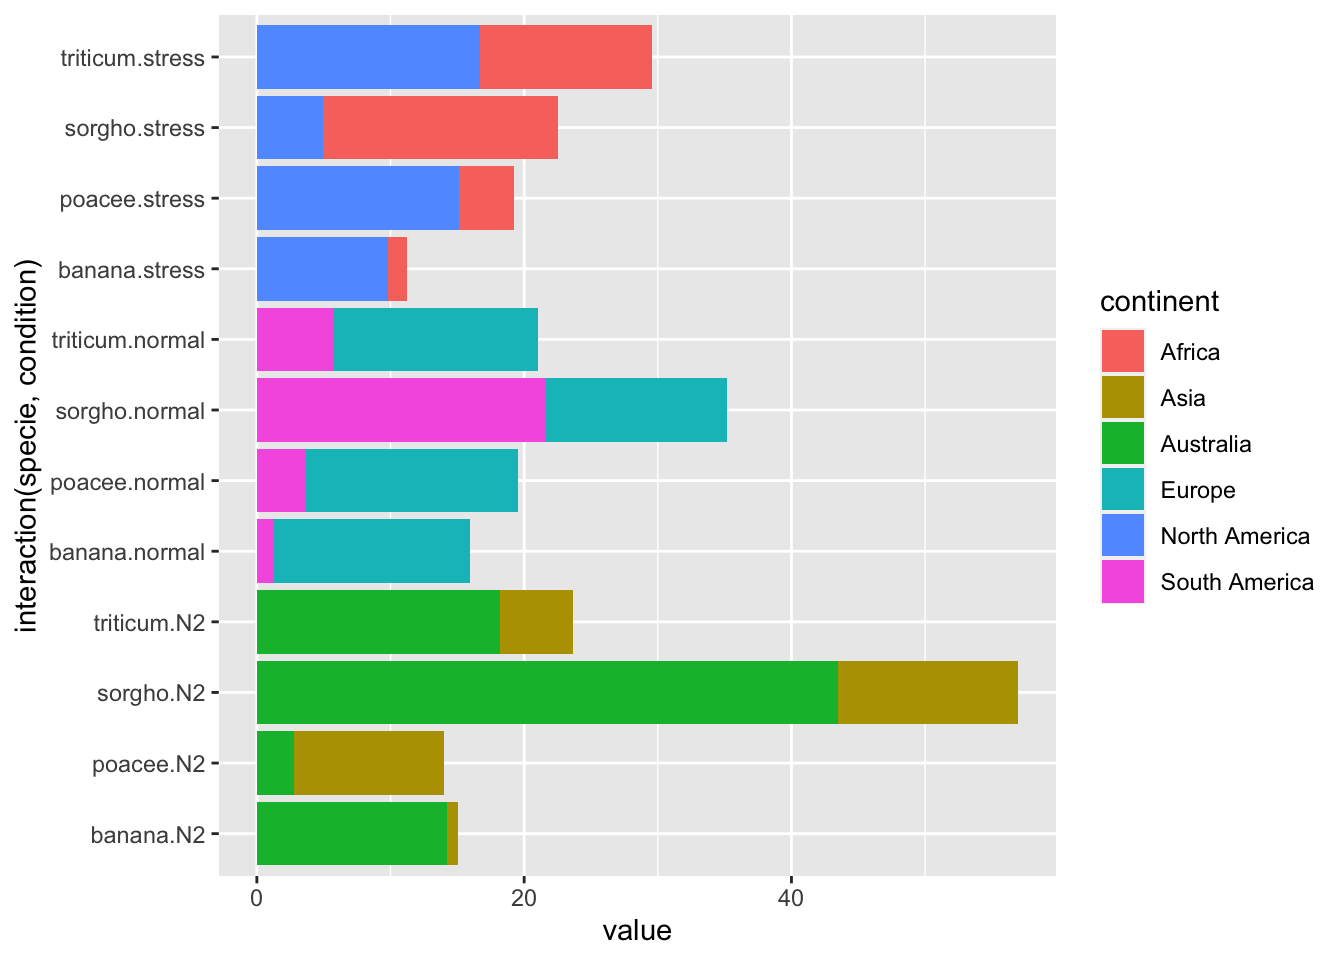 interaction(specie, condition)
triticum.stress
sorgho.stress
poacee.stress
banana.stress
triticum.normal
sorgho.normal
poacee.normal
banana.normal
triticum.N2
sorgho.N2
poacee.N2
banana.N2
0
20
40
value
continent
Africa
Asia
Australia
Europe
North America
South America